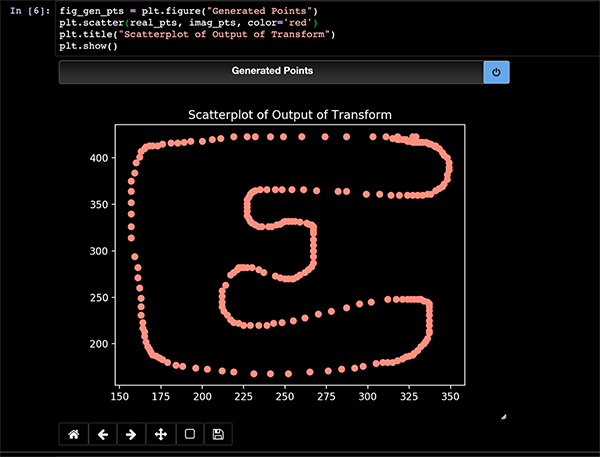 In [6]: fig_gen_pts = plt.figure("Generated Points")
plt.scatter(real_pts, imag_pts, color='red')
plt.title("Scatterplot of Output of Transform")
plt.show()
Generated Points
Scatterplot of Output of Transform
400
350
300
250
200
150 175 200 225 250 275 300 325 350